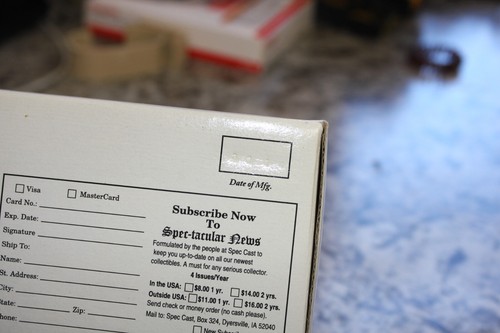 Date of Mfg.
Visa
MasterCard
Card No.:
Exp. Date:
Signature
Ship To:
Name:
St. Address:
City:
State:
Zip:
Phone:
Subscribe Now
To
Spec-tacular News
Formulated by the people at Spec Cast to
keep you up-to-date on all our newest
collectibles. A must for any serious collector.
4 Issues/Year
In the USA: $8.00 1 yr. $14.00 2 yrs.
Outside USA: $11.00 1 yr. $16.00 2 yrs.
Send check or money order (no cash please).
Mail to: Spec Cast, Box 324, Dyersville, IA 52040
New